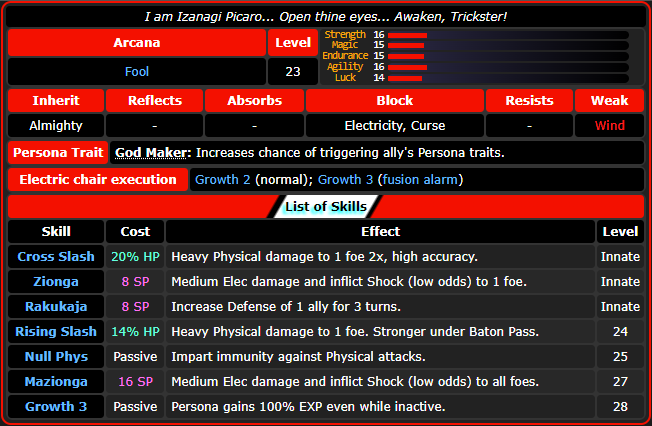 I am Izanagi Picaro... Open thine eyes... Awaken, Trickster!
Arcana Level
Fool 23
Strength 16
Magic 15
Endurance 15
Agility 16
Luck 14
Inherit Reflects Absorbs Block Resists Weak
Almighty - - Electricity, Curse - Wind
Persona Trait God Maker: Increases chance of triggering ally's Persona traits.
Electric chair execution Growth 2 (normal); Growth 3 (fusion alarm)
List of Skills
Skill Cost Effect Level
Cross Slash 20% HP Heavy Physical damage to 1 foe 2x, high accuracy. Innate
Zionga 8 SP Medium Elec damage and inflict Shock (low odds) to 1 foe. Innate
Rakukaja 8 SP Increase Defense of 1 ally for 3 turns. Innate
Rising Slash 14% HP Heavy Physical damage to 1 foe. Stronger under Baton Pass. 24
Null Phys Passive Impart immunity against Physical attacks. 25
Mazionga 16 SP Medium Elec damage and inflict Shock (low odds) to all foes. 27
Growth 3 Passive Persona gains 100% EXP even while inactive. 28